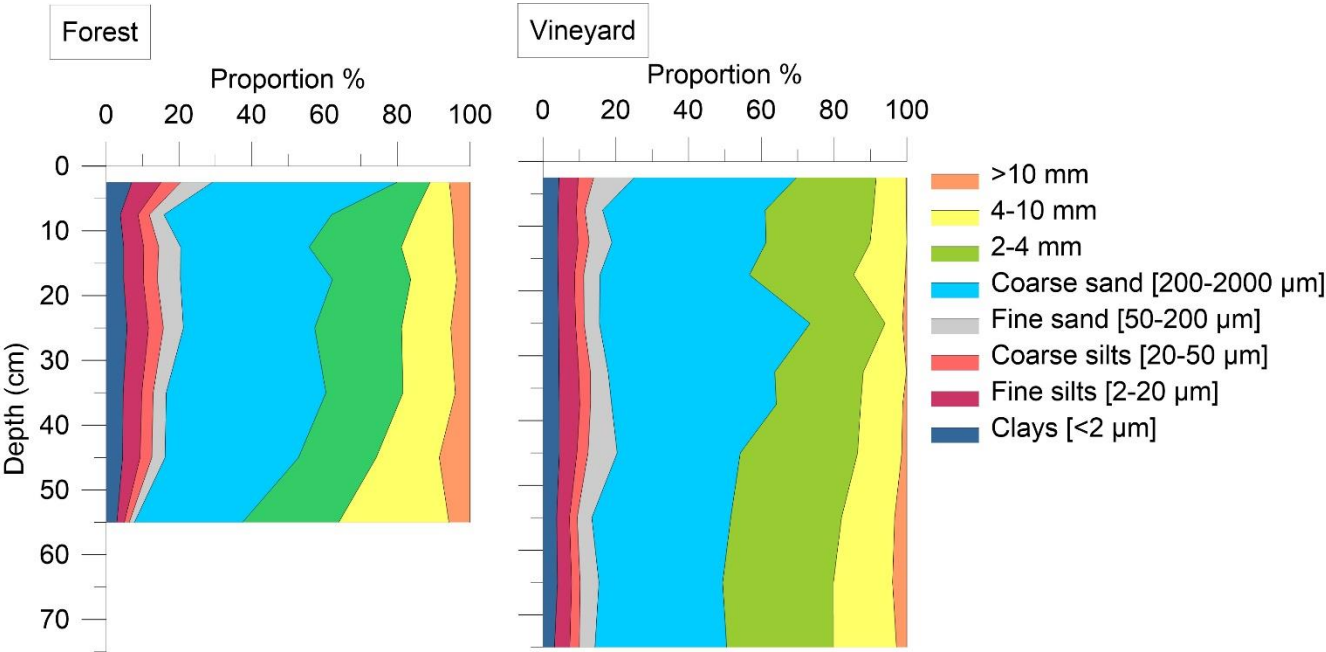 Forest
Proportion %
0 20 40 60 80 100
Depth (cm)
0
10
20
30
40
50
60
70
Vineyard
Proportion %
0 20 40 60 80 100
>10 mm
4-10 mm
2-4 mm
Coarse sand [200-2000 µm]
Fine sand [50-200 µm]
Coarse silts [20-50 µm]
Fine silts [2-20 µm]
Clays [<2 µm]